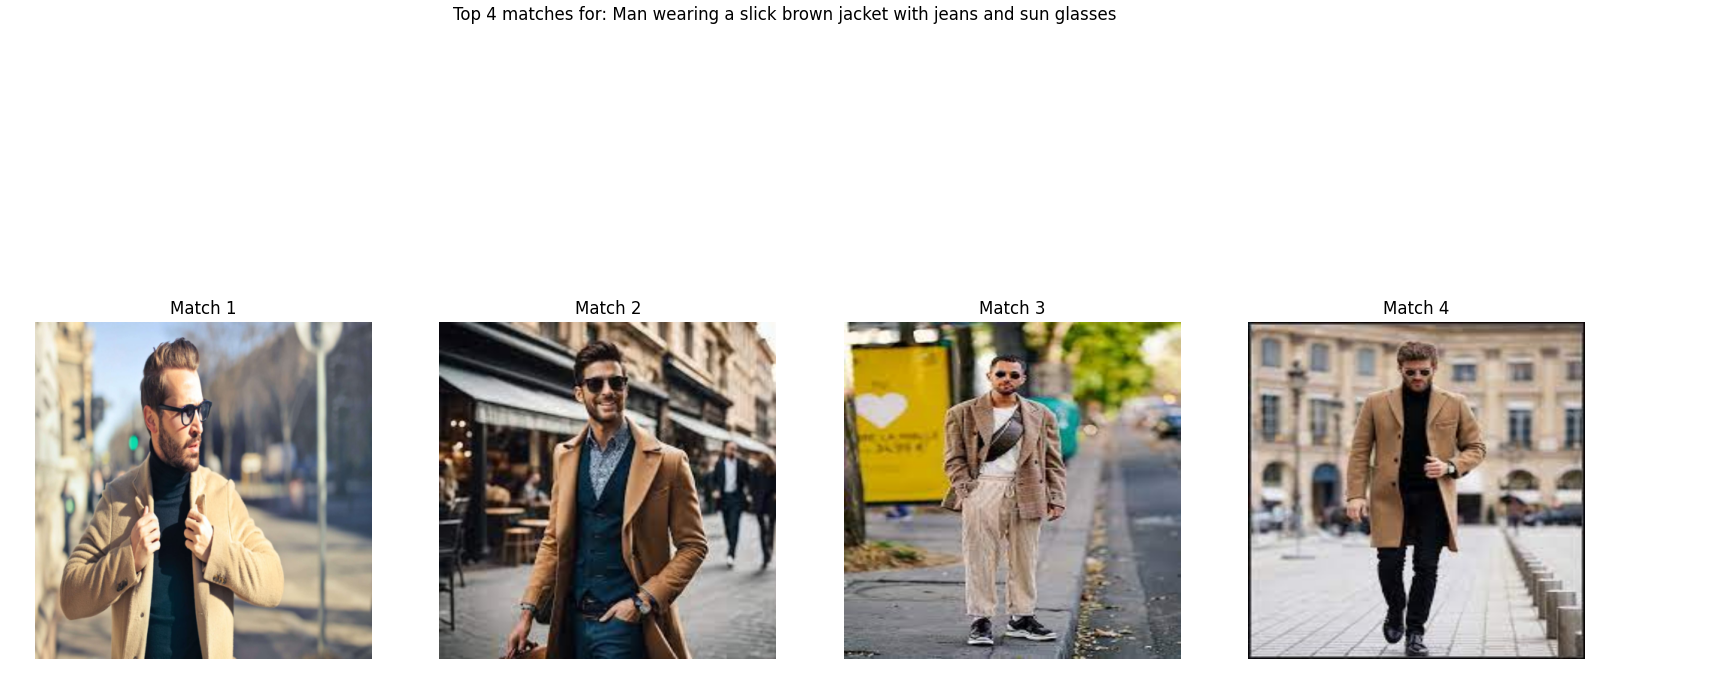 Top 4 matches for: Man wearing a slick brown jacket with jeans and sun glasses
Match 1
Match 2
Match 3
Match 4